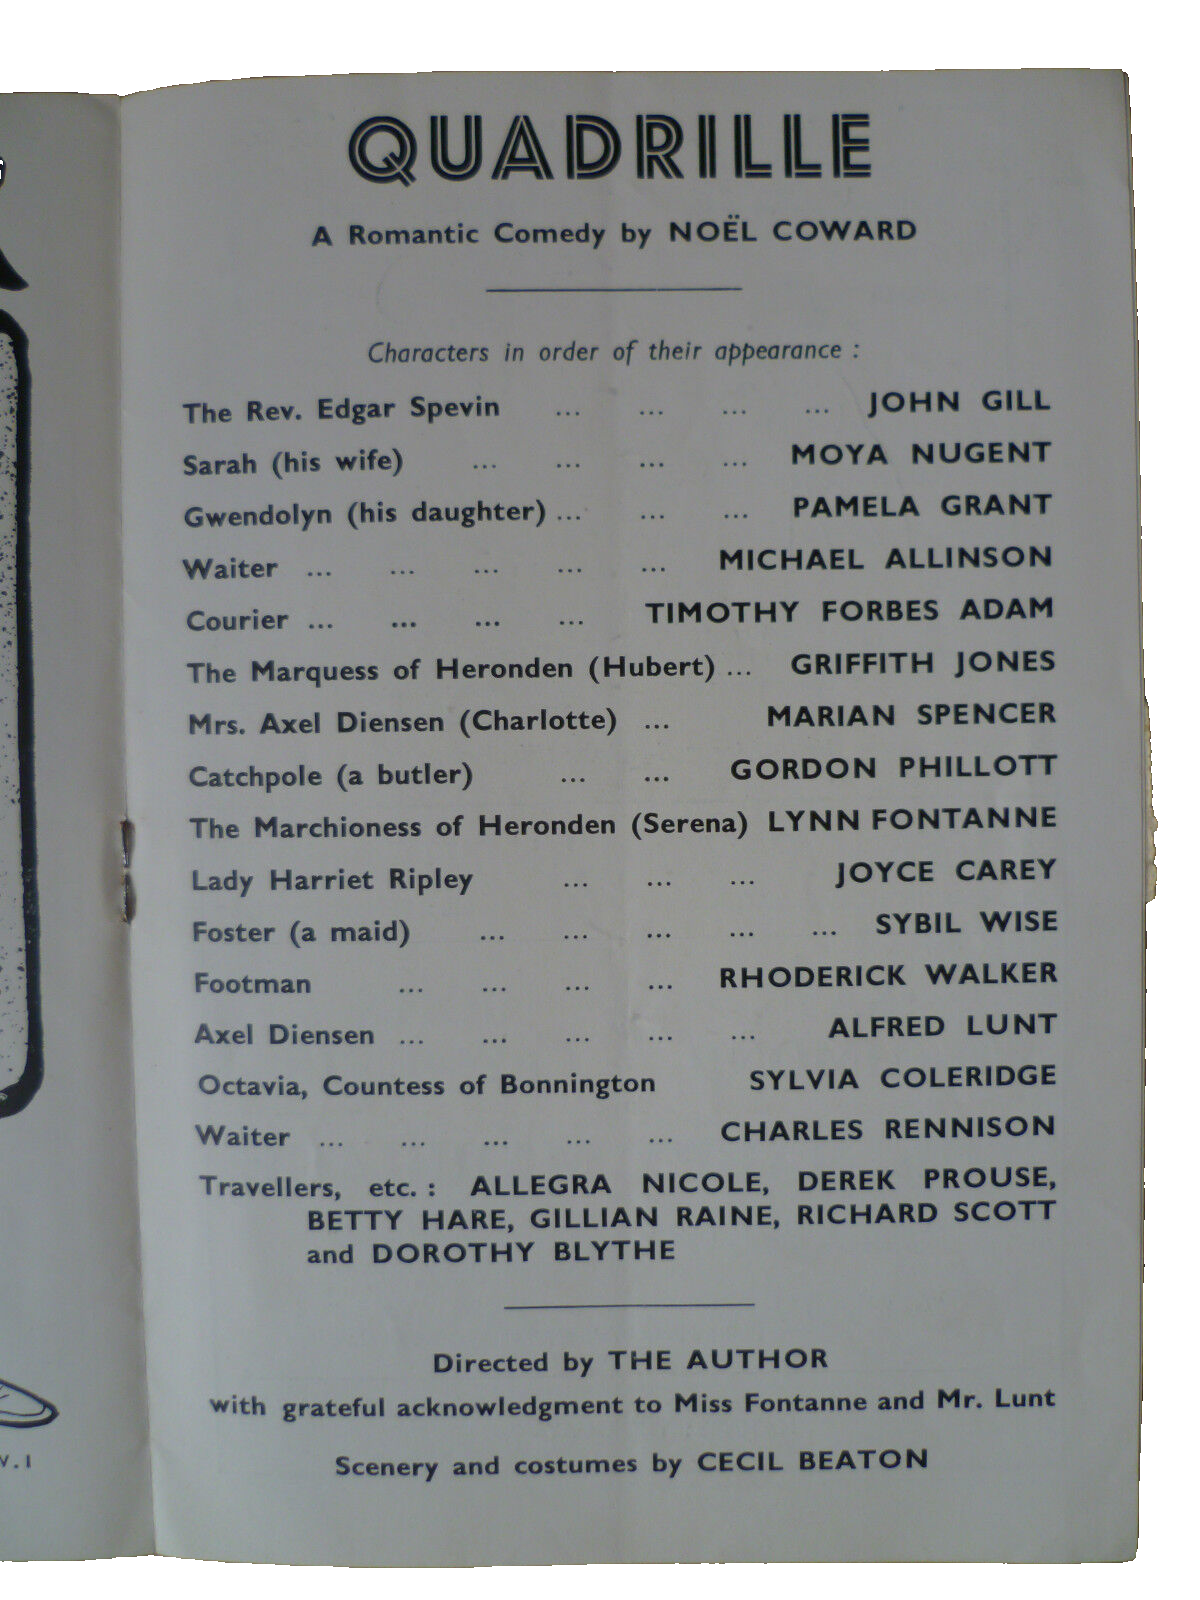 QUADRILLE
A Romantic Comedy by NOËL COWARD
Characters in order of their appearance :
The Rev. Edgar Spevin ... ... ... ... JOHN GILL
Sarah (his wife) ... ... ... ... MOYA NUGENT
Gwendolyn (his daughter) ... ... ... PAMELA GRANT
Waiter ... ... ... ... ... MICHAEL ALLINSON
Courier ... ... ... ... TIMOTHY FORBES ADAM
The Marquess of Heronden (Hubert) ... GRIFFITH JONES
Mrs. Axel Diensen (Charlotte) ... MARIAN SPENCER
Catchpole (a butler) ... ... GORDON PHILLOTT
The Marchioness of Heronden (Serena) LYNN FONTANNE
Lady Harriet Ripley ... ... ... JOYCE CAREY
Foster (a maid) ... ... ... ... ... SYBIL WISE
Footman ... ... ... ... RHODERICK WALKER
Axel Diensen ... ... ... ... ... ALFRED LUNT
Octavia, Countess of Bonnington SYLVIA COLERIDGE
Waiter ... ... ... ... ... CHARLES RENNISON
Travellers, etc. : ALLEGRA NICOLE, DEREK PROUSE,
BETTY HARE, GILLIAN RAINE, RICHARD SCOTT
and DOROTHY BLYTHE
Directed by THE AUTHOR
with grateful acknowledgment to Miss Fontanne and Mr. Lunt
Scenery and costumes by CECIL BEATON